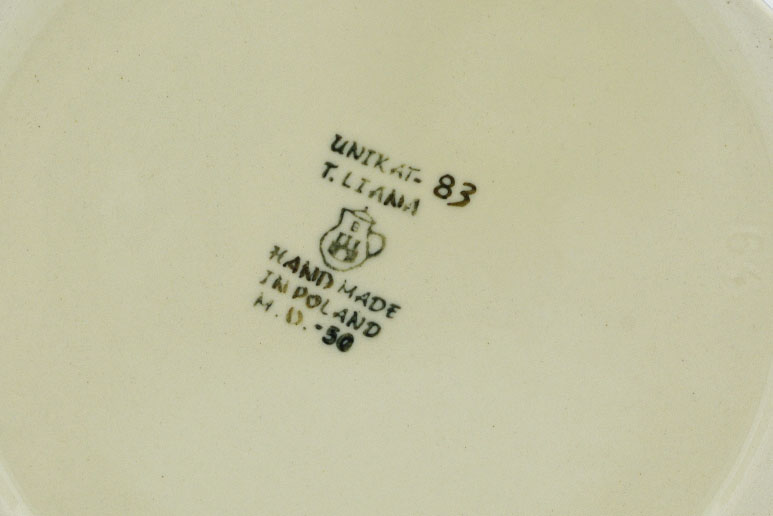 UNIKAT- 83
T. LIANA
HAND MADE
IN POLAND
M. D. -50